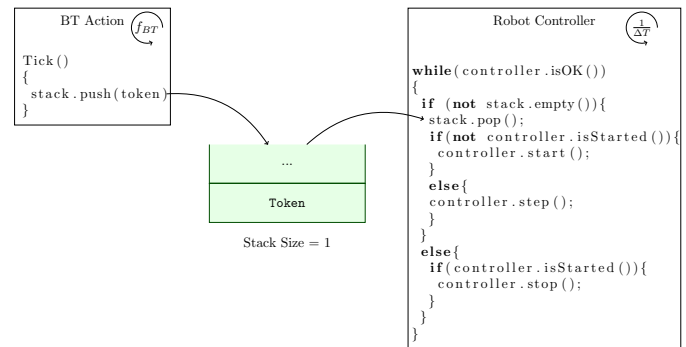 BT Action
f_BT
Tick()
{
stack.push(token)
}
...
Token
Stack Size = 1
Robot Controller
1/ΔT
while(controller.isOK())
{
if (not stack.empty()){
stack.pop();
if(not controller.isStarted()){
controller.start();
}
else{
controller.step();
}
}
else{
if(controller.isStarted()){
controller.stop();
}
}
}